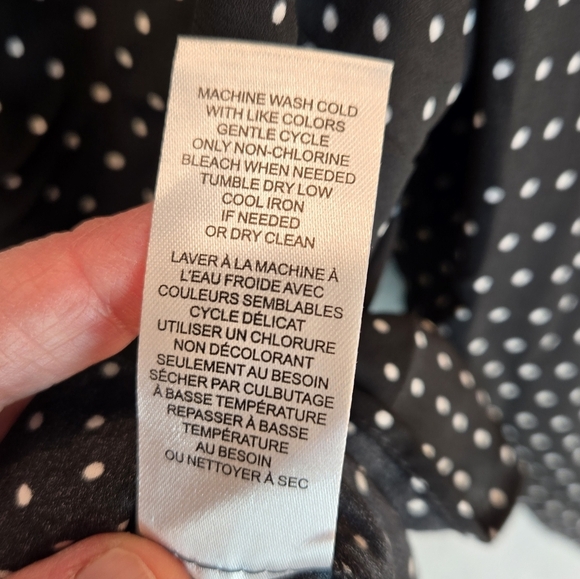 MACHINE WASH COLD
WITH LIKE COLORS
GENTLE CYCLE
ONLY NON-CHLORINE
BLEACH WHEN NEEDED
TUMBLE DRY LOW
COOL IRON
IF NEEDED
OR DRY CLEAN
LAVER À LA MACHINE À
L'EAU FROIDE AVEC
COULEURS SEMBLABLES
CYCLE DÉLICAT
UTILISER UN CHLORURE
NON DÉCOLORANT
SEULEMENT AU BESOIN
SÉCHER PAR CULBUTAGE
À BASSE TEMPÉRATURE
REPASSER À BASSE
TEMPÉRATURE
AU BESOIN
OU NETTOYER À SEC